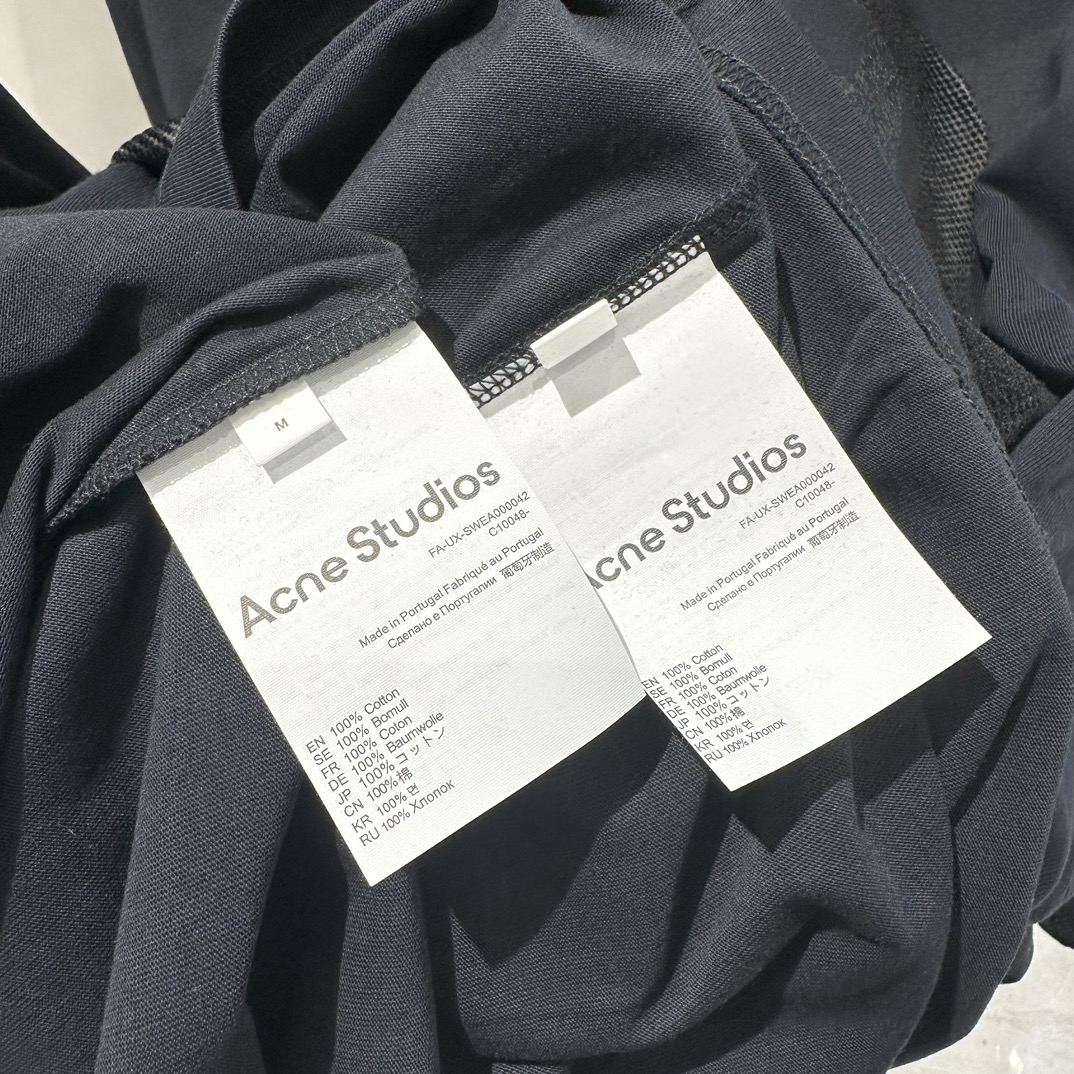 M
Acne Studios
FA-UX-SWEA000042
C10048-
Made in Portugal Fabriqué au Portugal
Сделано е Португалии 葡萄牙制造
EN 100% Cotton
SE 100% Bomull
FR 100% Coton
DE 100% Baumwolle
JP 100% コットン
CN 100% 棉
KR 100% 면
RU 100% Хлопок
Acne Studios
FA-UX-SWEA000042
C10048-
Made in Portugal Fabriqué au Portugal
Сделано е Португалии 葡萄牙制造
EN 100% Cotton
SE 100% Bomull
FR 100% Coton
DE 100% Baumwolle
JP 100% コットン
CN 100% 棉
KR 100% 면
RU 100% Хлопок